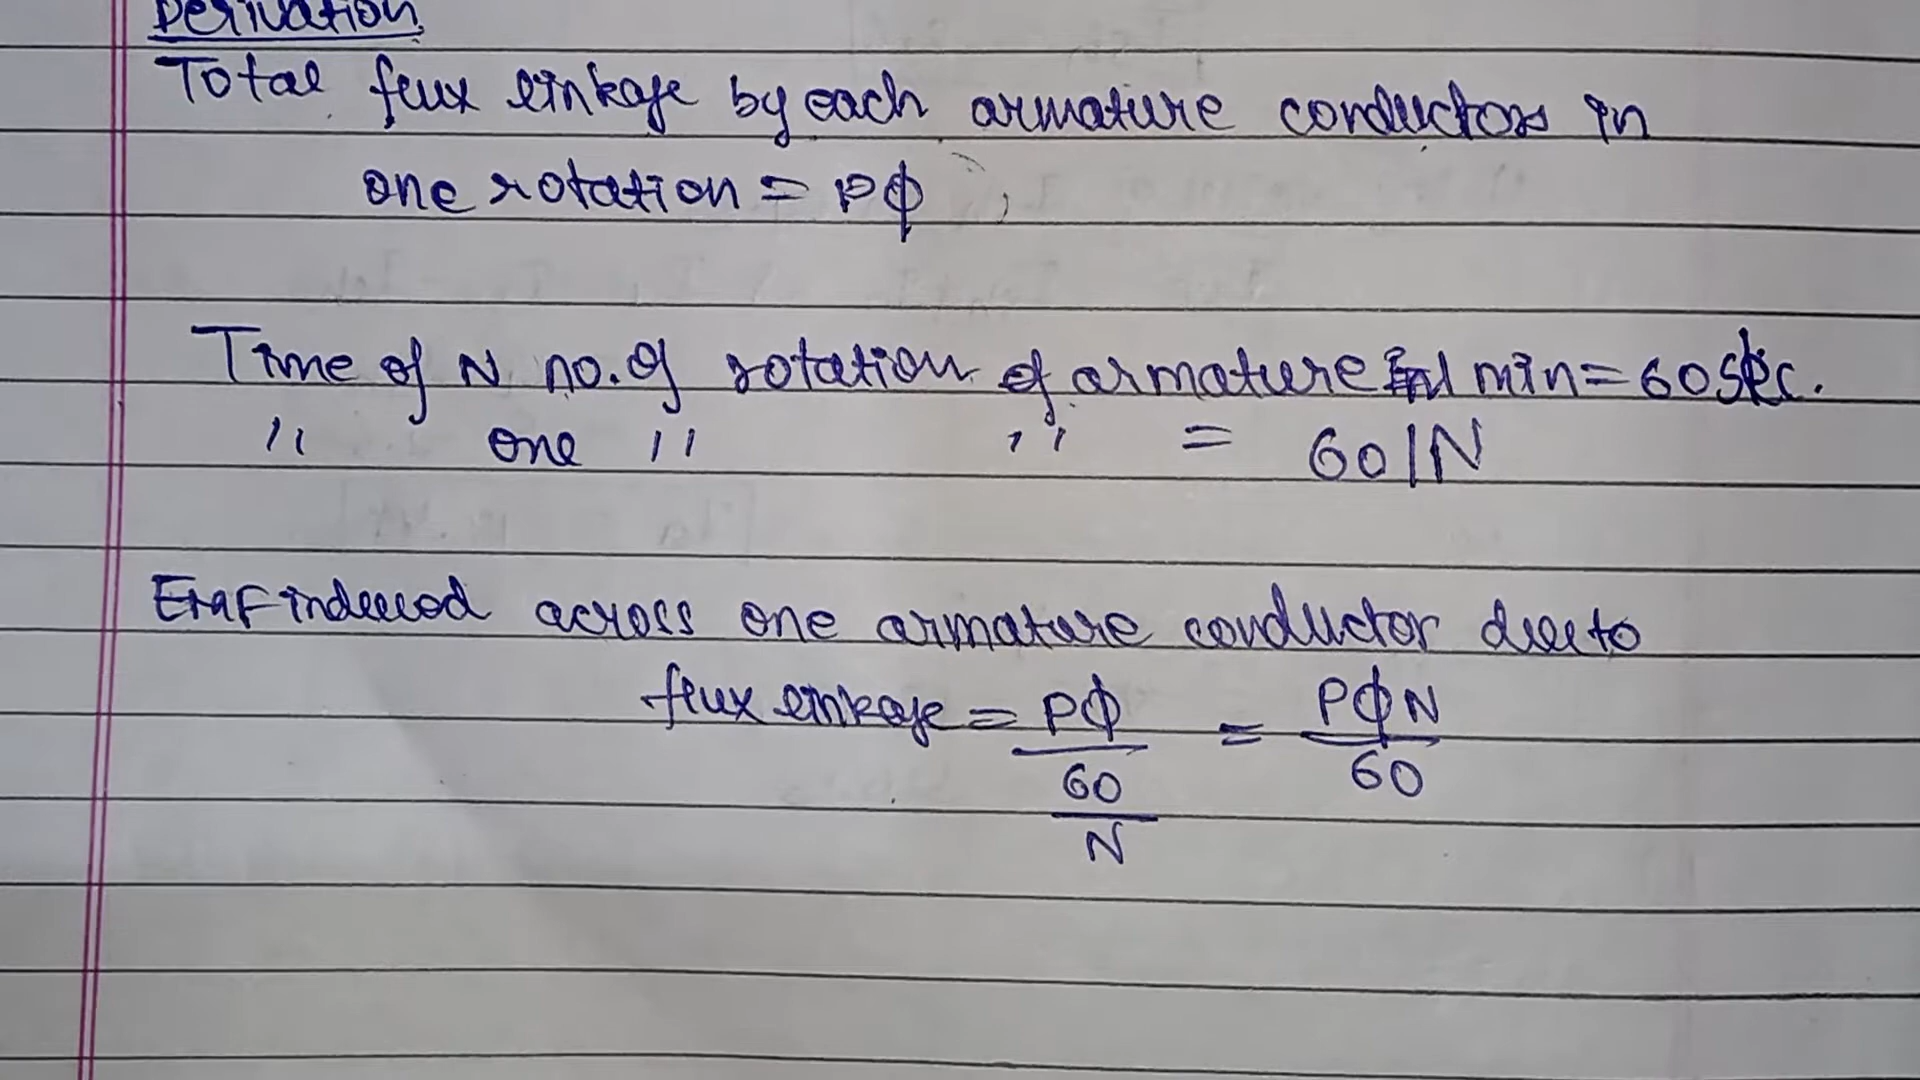 Derivation
Total flux linkage by each armature conductors in
one rotation = PΦ
Time of N no. of rotation of armature in 1 min = 60 sec.
" one " " = 60/N
EMF induced across one armature conductor due to
flux linkage = PΦ/(60/N) = PΦN/60